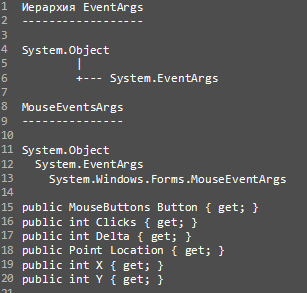 1 Иерархия EventArgs
2 ------------------
3
4 System.Object
5 |
6 +--- System.EventArgs
7
8 MouseEventsArgs
9 ---------------
10
11 System.Object
12 System.EventArgs
13 System.Windows.Forms.MouseEventArgs
14
15 public MouseButtons Button { get; }
16 public int Clicks { get; }
17 public int Delta { get; }
18 public Point Location { get; }
19 public int X { get; }
20 public int Y { get; }